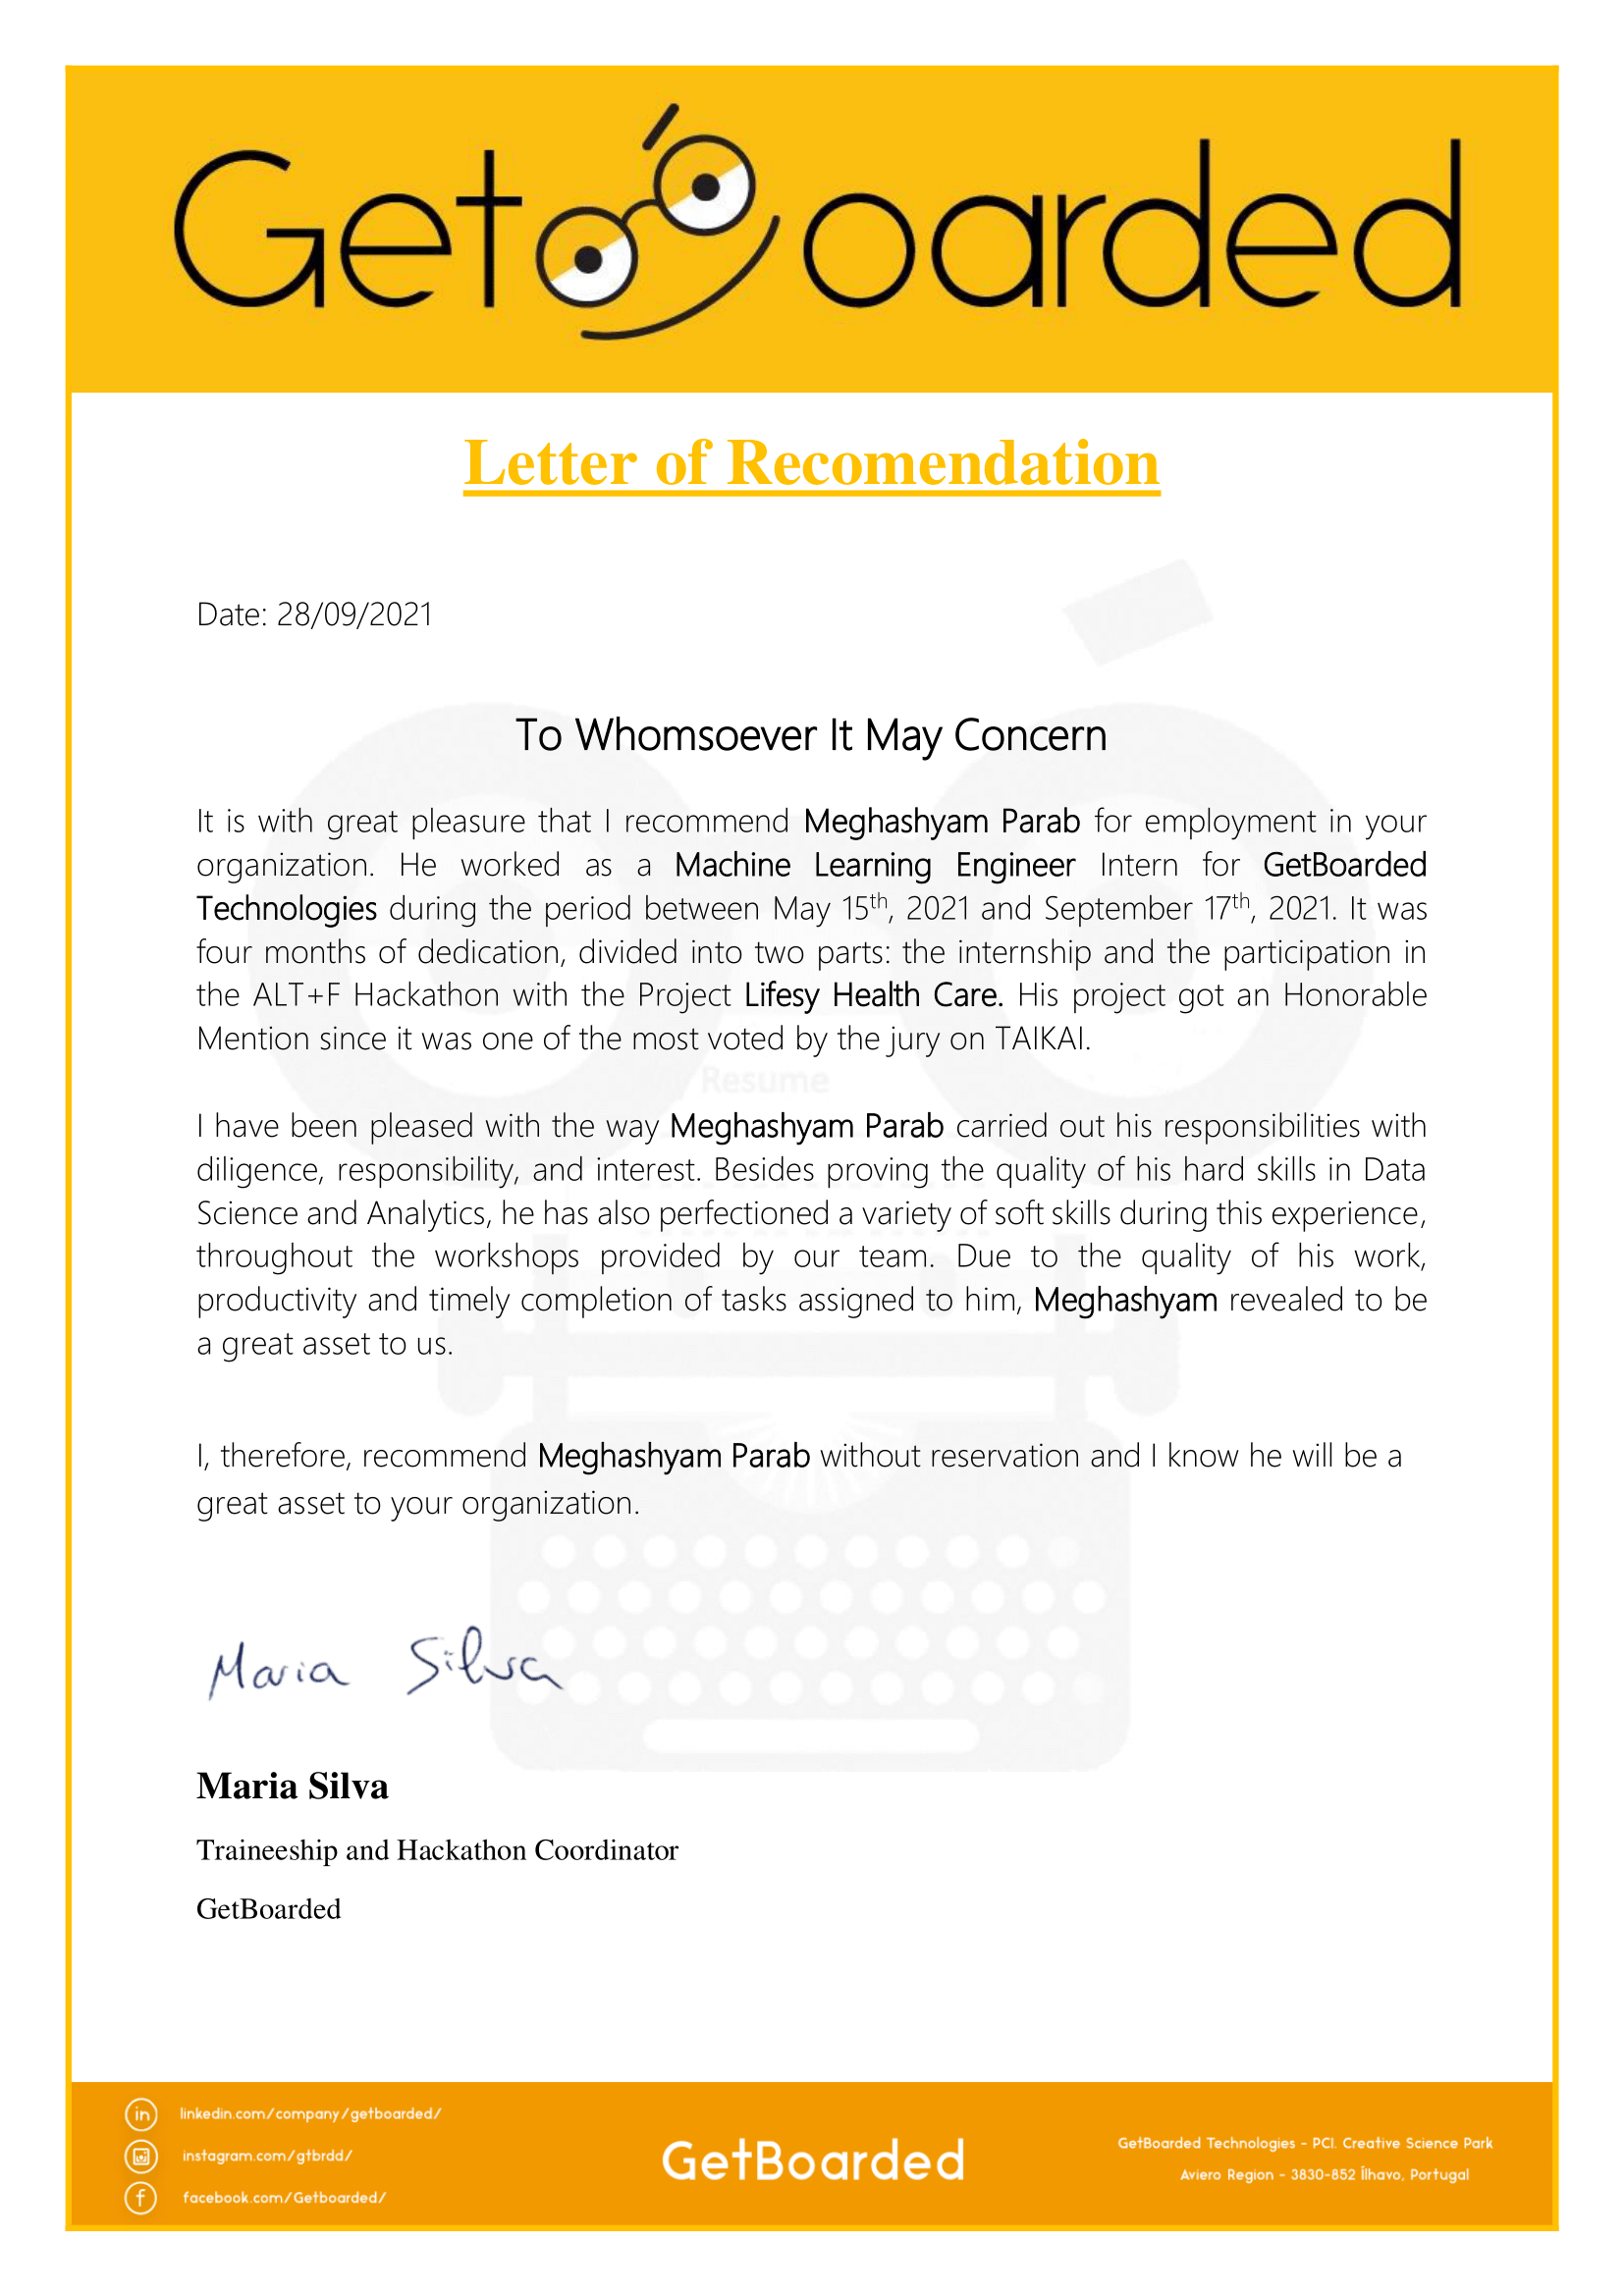 GetBoarded
Letter of Recomendation
Date: 28/09/2021
To Whomsoever It May Concern
It is with great pleasure that I recommend Meghashyam Parab for employment in your
organization. He worked as a Machine Learning Engineer Intern for GetBoarded
Technologies during the period between May 15th, 2021 and September 17th, 2021. It was
four months of dedication, divided into two parts: the internship and the participation in
the ALT+F Hackathon with the Project Lifesy Health Care. His project got an Honorable
Mention since it was one of the most voted by the jury on TAIKAI.
Resume
I have been pleased with the way Meghashyam Parab carried out his responsibilities with
diligence, responsibility, and interest. Besides proving the quality of his hard skills in Data
Science and Analytics, he has also perfectioned a variety of soft skills during this experience,
throughout the workshops provided by our team. Due to the quality of his work,
productivity and timely completion of tasks assigned to him, Meghashyam revealed to be
a great asset to us.
I, therefore, recommend Meghashyam Parab without reservation and I know he will be a
great asset to your organization.
Maria Silva
Maria Silva
Traineeship and Hackathon Coordinator
GetBoarded
in linkedin.com/company/getboarded/
instagram.com/gtbrdd/
f facebook.com/Getboarded/
GetBoarded
GetBoarded Technologies - PCI. Creative Science Park
Aviero Region - 3830-852 Îlhavo, Portugal